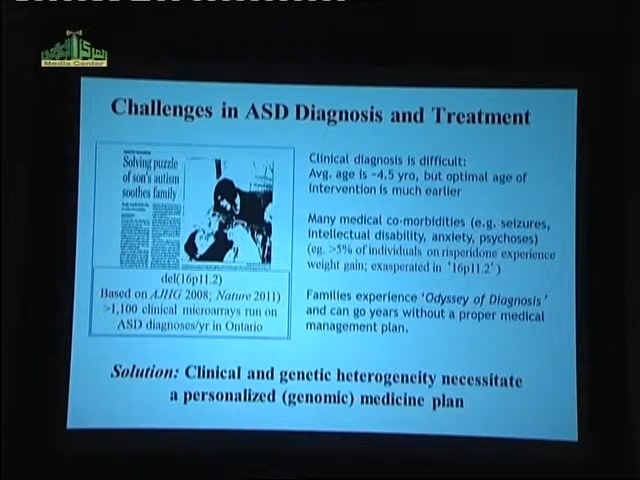 المركز الإعلامي
Media Center
Challenges in ASD Diagnosis and Treatment
Solving puzzle
of son's autism
soothes family
del(16p11.2)
Based on AJHG 2008; Nature 2011)
>1,100 clinical microarrays run on
ASD diagnoses/yr in Ontario
Clinical diagnosis is difficult:
Avg. age is ~4.5 yro, but optimal age of
intervention is much earlier
Many medical co-morbidities (e.g. seizures,
intellectual disability, anxiety, psychoses)
(eg. >5% of individuals on risperidone experience
weight gain; exasperated in '16p11.2')
Families experience 'Odyssey of Diagnosis'
and can go years without a proper medical
management plan.
Solution: Clinical and genetic heterogeneity necessitate
a personalized (genomic) medicine plan